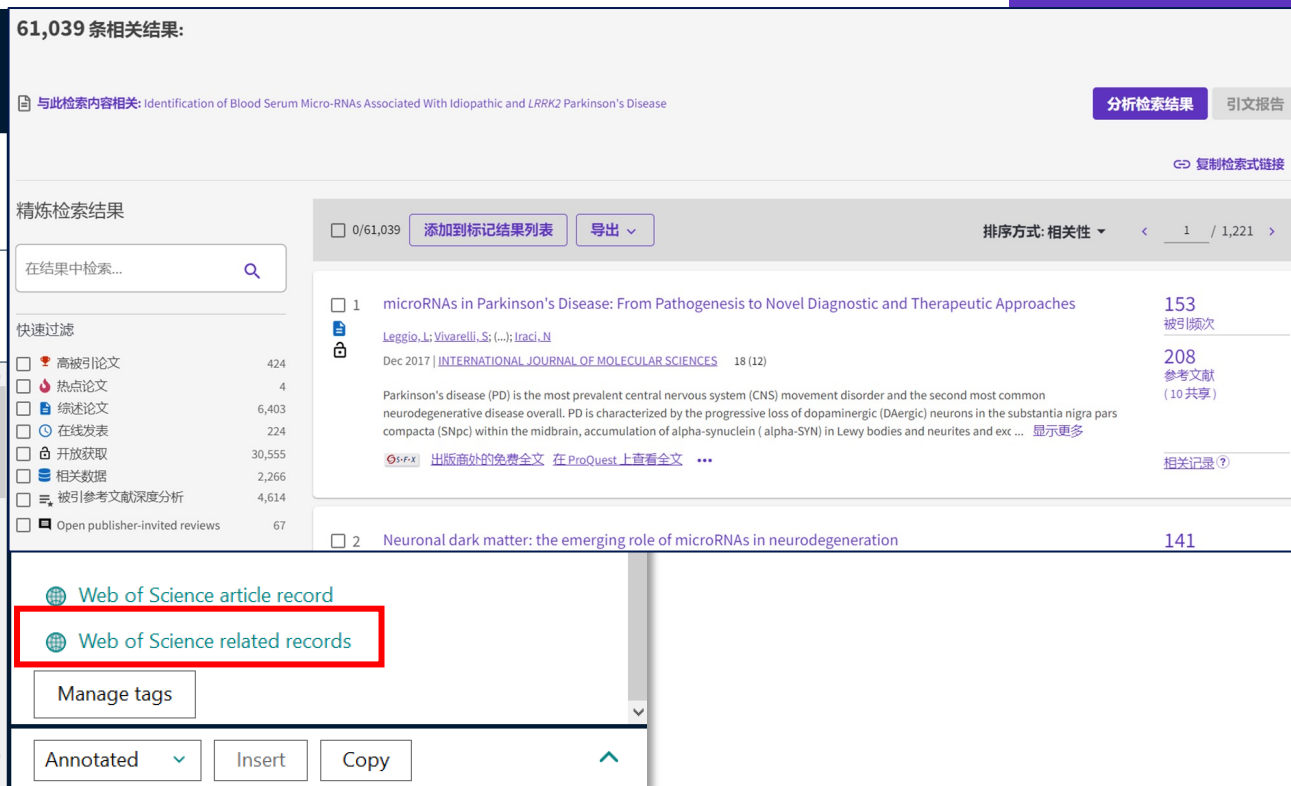 61,039 条相关结果:
与此检索内容相关: Identification of Blood Serum Micro-RNAs Associated With Idiopathic and LRRK2 Parkinson's Disease
分析检索结果
引文报告
复制检索式链接
精炼检索结果
0/61,039
添加到标记结果列表
导出
排序方式: 相关性
1 / 1,221
在结果中检索...
快速过滤
高被引论文 424
热点论文 4
综述论文 6,403
在线发表 224
开放获取 30,555
相关数据 2,266
被引参考文献深度分析 4,614
Open publisher-invited reviews 67
1 microRNAs in Parkinson's Disease: From Pathogenesis to Novel Diagnostic and Therapeutic Approaches
Leggio, L; Vivarelli, S; (...); Iraci, N
Dec 2017 | INTERNATIONAL JOURNAL OF MOLECULAR SCIENCES 18 (12)
Parkinson's disease (PD) is the most prevalent central nervous system (CNS) movement disorder and the second most common
neurodegenerative disease overall. PD is characterized by the progressive loss of dopaminergic (DAergic) neurons in the substantia nigra pars
compacta (SNpc) within the midbrain, accumulation of alpha-synuclein ( alpha-SYN) in Lewy bodies and neurites and exc ... 显示更多
S·F·X 出版商处的免费全文 在 ProQuest 上查看全文 •••
153
被引频次
208
参考文献
( 10 共享 )
相关记录 ?
2 Neuronal dark matter: the emerging role of microRNAs in neurodegeneration
141
Web of Science article record
Web of Science related records
Manage tags
Annotated
Insert
Copy